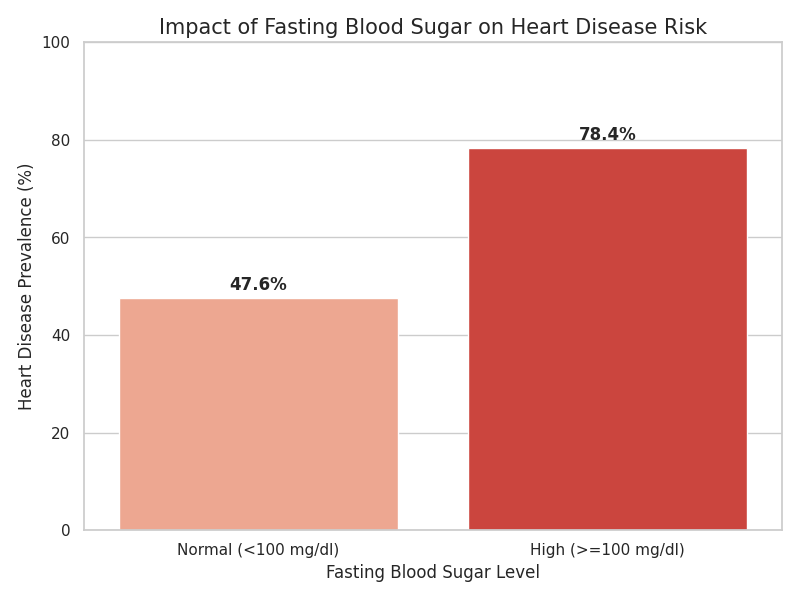 Impact of Fasting Blood Sugar on Heart Disease Risk
100
80
60
40
20
0
Heart Disease Prevalence (%)
47.6%
78.4%
Normal (<100 mg/dl)
High (>=100 mg/dl)
Fasting Blood Sugar Level